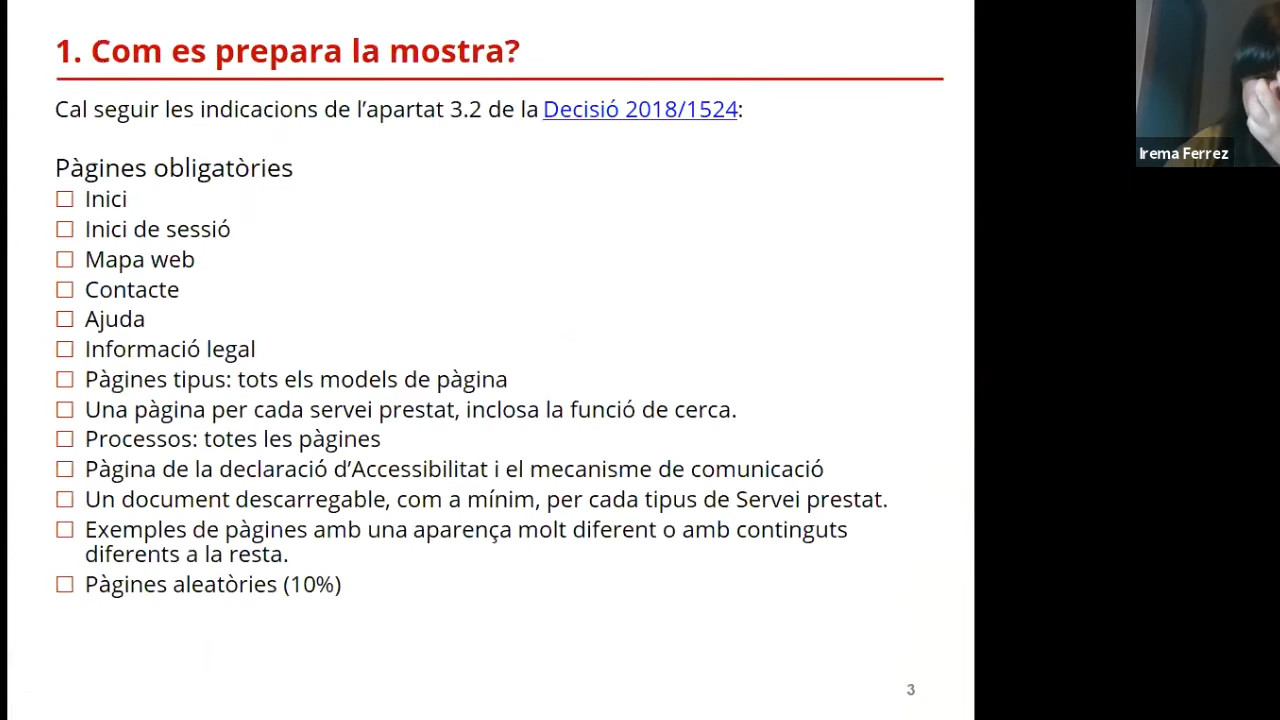 1. Com es prepara la mostra?
Cal seguir les indicacions de l’apartat 3.2 de la Decisió 2018/1524:
Pàgines obligatòries
☐ Inici
☐ Inici de sessió
☐ Mapa web
☐ Contacte
☐ Ajuda
☐ Informació legal
☐ Pàgines tipus: tots els models de pàgina
☐ Una pàgina per cada servei prestat, inclosa la funció de cerca.
☐ Processos: totes les pàgines
☐ Pàgina de la declaració d’Accessibilitat i el mecanisme de comunicació
☐ Un document descarregable, com a mínim, per cada tipus de Servei prestat.
☐ Exemples de pàgines amb una aparença molt diferent o amb continguts
diferents a la resta.
☐ Pàgines aleatòries (10%)
3
Irema Ferrez